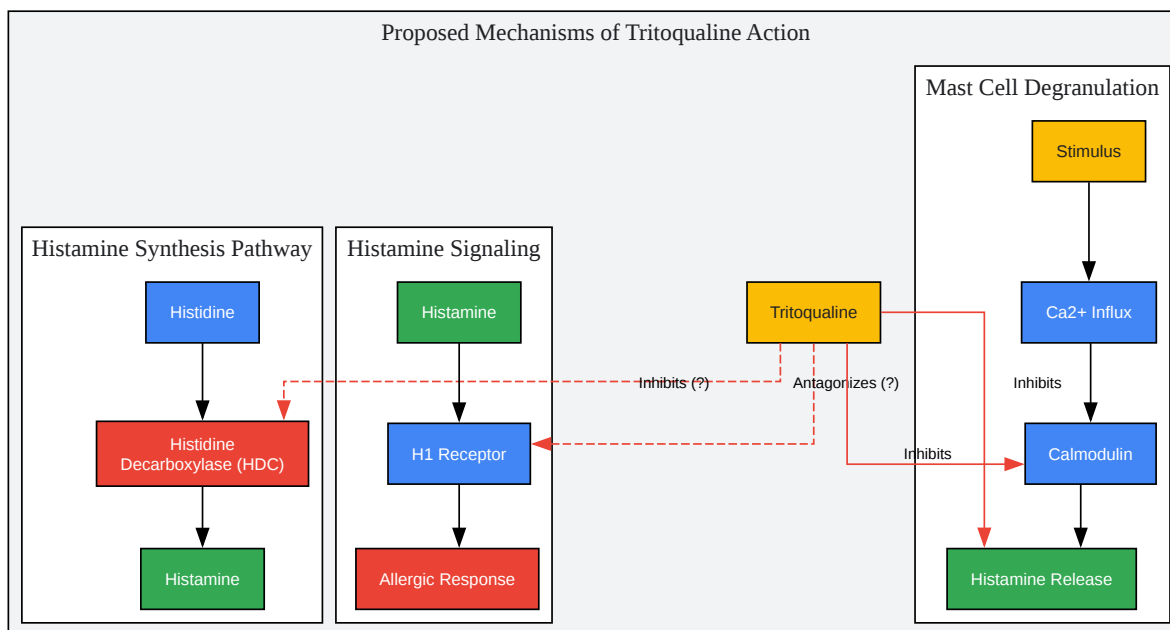 Proposed Mechanisms of Tritoqualine Action
Mast Cell Degranulation
Stimulus
Histamine Synthesis Pathway
Histamine Signaling
Histidine
Histamine
Tritoqualine
Ca2+ Influx
Inhibits (?)
Antagonizes (?)
Inhibits
Histidine
Decarboxylase (HDC)
H1 Receptor
Inhibits
Calmodulin
Histamine
Allergic Response
Histamine Release